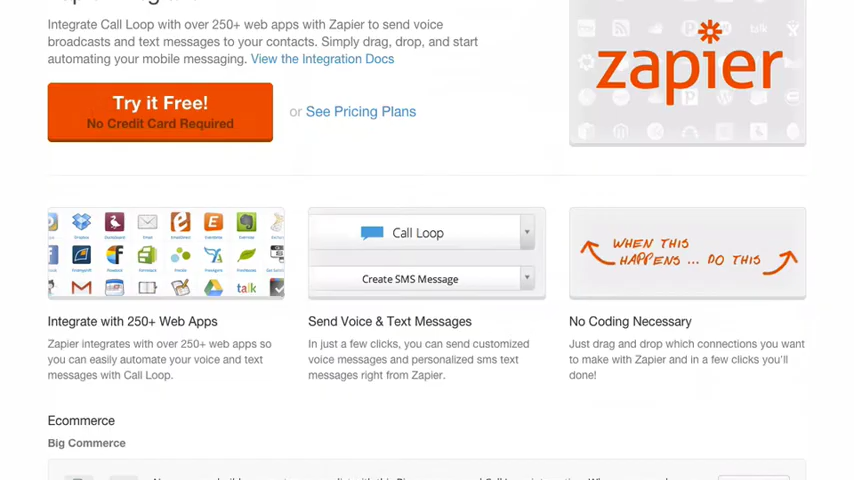 Integrate Call Loop with over 250+ web apps with Zapier to send voice
broadcasts and text messages to your contacts. Simply drag, drop, and start
automating your mobile messaging. View the Integration Docs
zapier
Try it Free!
No Credit Card Required
or See Pricing Plans
Call Loop
Create SMS Message
talk
WHEN THIS
HAPPENS ... DO THIS
Integrate with 250+ Web Apps
Zapier integrates with over 250+ web apps so
you can easily automate your voice and text
messages with Call Loop.
Send Voice & Text Messages
In just a few clicks, you can send customized
voice messages and personalized sms text
messages right from Zapier.
No Coding Necessary
Just drag and drop which connections you want
to make with Zapier and in a few clicks you'll
done!
Ecommerce
Big Commerce